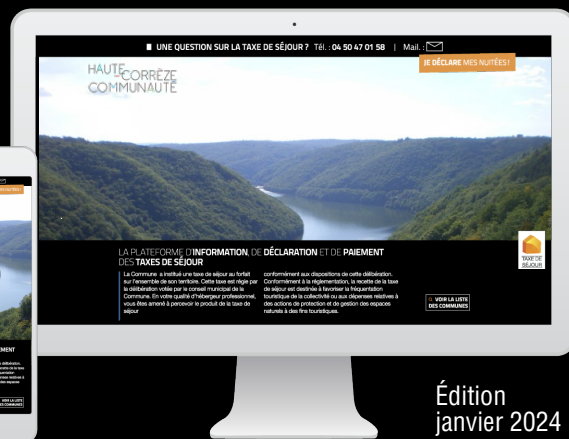 UNE QUESTION SUR LA TAXE DE SÉJOUR ? Tél. : 04 50 47 01 58 | Mail. :
JE DÉCLARE MES NUITÉES !
HAUTE-CORRÈZE
COMMUNAUTÉ
LA PLATEFORME D'INFORMATION, DE DÉCLARATION ET DE PAIEMENT
DES TAXES DE SÉJOUR
La Commune a institué une taxe de séjour au forfait
sur l'ensemble de son territoire. Cette taxe est régie par
la délibération votée par le conseil municipal de la
Commune. En votre qualité d'hébergeur professionnel,
vous êtes amené à percevoir le produit de la taxe de
séjour
conformément aux dispositions de cette délibération.
Conformément à la règlementation, la recette de la taxe
de séjour est destinée à favoriser la fréquentation
touristique de la collectivité ou aux dépenses relatives à
des actions de protection et de gestion des espaces
naturels à des fins touristiques.
TAXE DE
SÉJOUR
VOIR LA LISTE
DES COMMUNES
VOIR LA LISTE
DES COMMUNES
Édition
janvier 2024